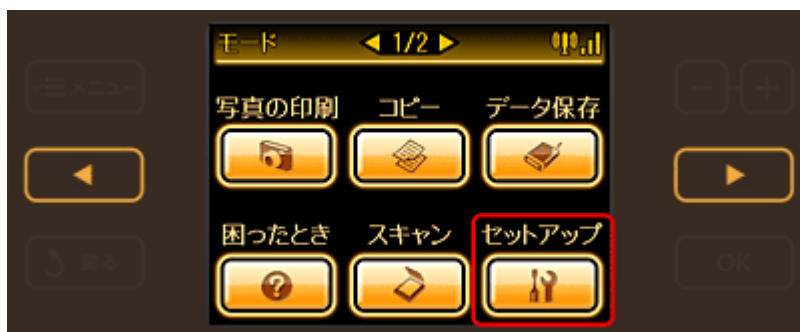 モード ◀ 1/2 ▶
メニュー
写真の印刷 コピー データ保存
困ったとき スキャン セットアップ
戻る
OK